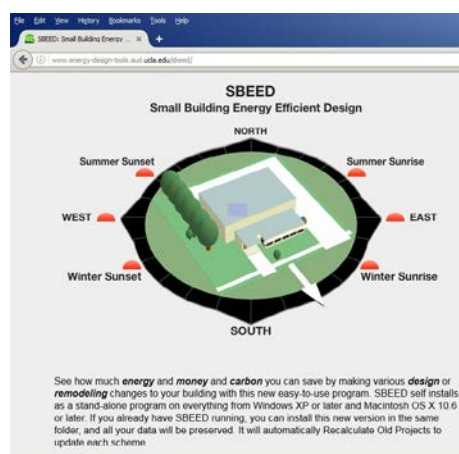 File Edit View History Bookmarks Tools Help
SBEED: Small Building Energy ... × +
www.energy-design-tools.aud.ucla.edu/sbeed/
SBEED
Small Building Energy Efficient Design
NORTH
Summer Sunset Summer Sunrise
WEST EAST
Winter Sunset Winter Sunrise
SOUTH
See how much energy and money and carbon you can save by making various design or
remodeling changes to your building with this new easy-to-use program. SBEED self installs
as a stand-alone program on everything from Windows XP or later and Macintosh OS X 10.6
or later. If you already have SBEED running, you can install this new version in the same
folder, and all your data will be preserved. It will automatically Recalculate Old Projects to
update each scheme